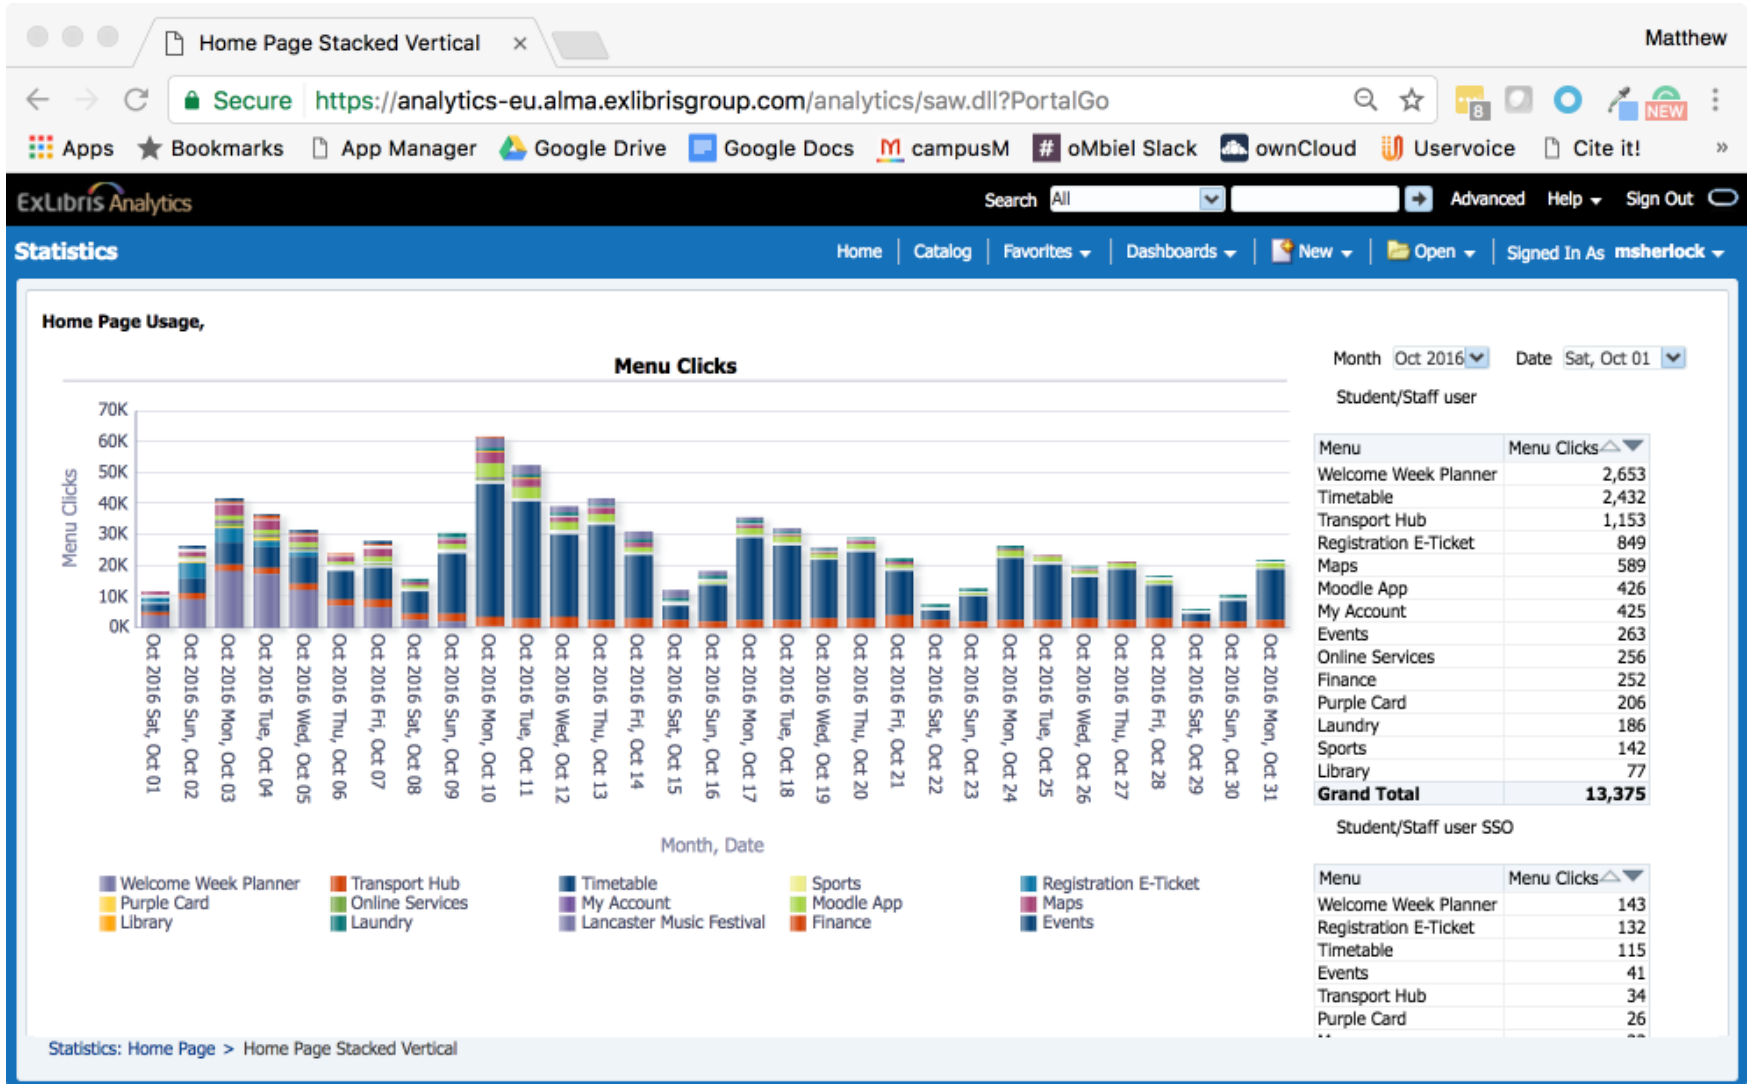 Home Page Stacked Vertical ×
Matthew
Secure https://analytics-eu.alma.exlibrisgroup.com/analytics/saw.dll?PortalGo
8
NEW
Apps Bookmarks App Manager Google Drive Google Docs campusM # oMbiel Slack ownCloud Uservoice Cite it! »
ExLibris Analytics
Search All Advanced Help Sign Out
Statistics
Home Catalog Favorites Dashboards New Open Signed In As msherlock
Home Page Usage,
Menu Clicks
70K
60K
50K
40K
30K
20K
10K
0K
Menu Clicks
Oct 2016 Sat, Oct 01
Oct 2016 Sun, Oct 02
Oct 2016 Mon, Oct 03
Oct 2016 Tue, Oct 04
Oct 2016 Wed, Oct 05
Oct 2016 Thu, Oct 06
Oct 2016 Fri, Oct 07
Oct 2016 Sat, Oct 08
Oct 2016 Sun, Oct 09
Oct 2016 Mon, Oct 10
Oct 2016 Tue, Oct 11
Oct 2016 Wed, Oct 12
Oct 2016 Thu, Oct 13
Oct 2016 Fri, Oct 14
Oct 2016 Sat, Oct 15
Oct 2016 Sun, Oct 16
Oct 2016 Mon, Oct 17
Oct 2016 Tue, Oct 18
Oct 2016 Wed, Oct 19
Oct 2016 Thu, Oct 20
Oct 2016 Fri, Oct 21
Oct 2016 Sat, Oct 22
Oct 2016 Sun, Oct 23
Oct 2016 Mon, Oct 24
Oct 2016 Tue, Oct 25
Oct 2016 Wed, Oct 26
Oct 2016 Thu, Oct 27
Oct 2016 Fri, Oct 28
Oct 2016 Sat, Oct 29
Oct 2016 Sun, Oct 30
Oct 2016 Mon, Oct 31
Month, Date
Welcome Week Planner Transport Hub Timetable Sports Registration E-Ticket
Purple Card Online Services My Account Moodle App Maps
Library Laundry Lancaster Music Festival Finance Events
Month Oct 2016 Date Sat, Oct 01
Student/Staff user
Menu Menu Clicks
Welcome Week Planner 2,653
Timetable 2,432
Transport Hub 1,153
Registration E-Ticket 849
Maps 589
Moodle App 426
My Account 425
Events 263
Online Services 256
Finance 252
Purple Card 206
Laundry 186
Sports 142
Library 77
Grand Total 13,375
Student/Staff user SSO
Menu Menu Clicks
Welcome Week Planner 143
Registration E-Ticket 132
Timetable 115
Events 41
Transport Hub 34
Purple Card 26
Statistics: Home Page > Home Page Stacked Vertical